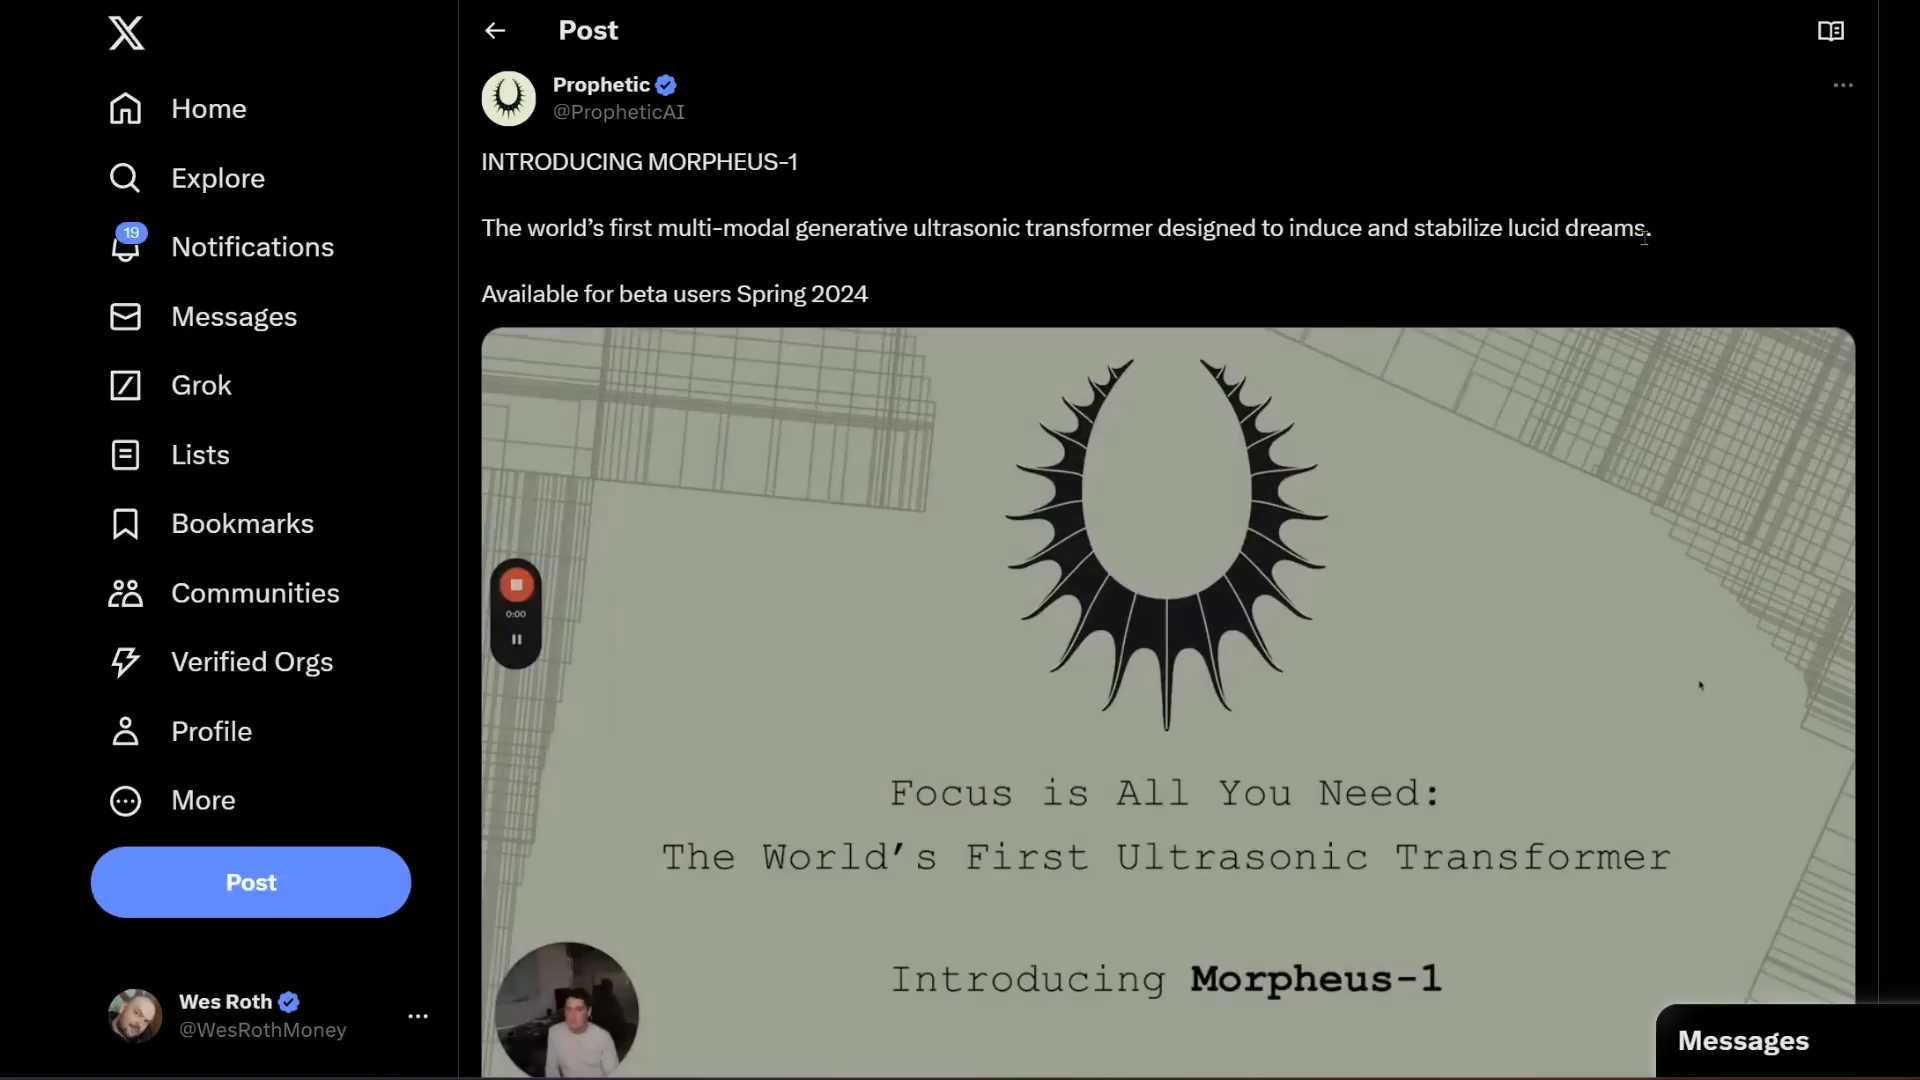 Post
Prophetic
@PropheticAI
INTRODUCING MORPHEUS-1
The world’s first multi-modal generative ultrasonic transformer designed to induce and stabilize lucid dreams.
Available for beta users Spring 2024
Home
Explore
19
Notifications
Messages
Grok
Lists
Bookmarks
Communities
Verified Orgs
Profile
More
Post
Wes Roth
@WesRothMoney
0:00
Focus is All You Need:
The World’s First Ultrasonic Transformer
Introducing Morpheus-1
Messages